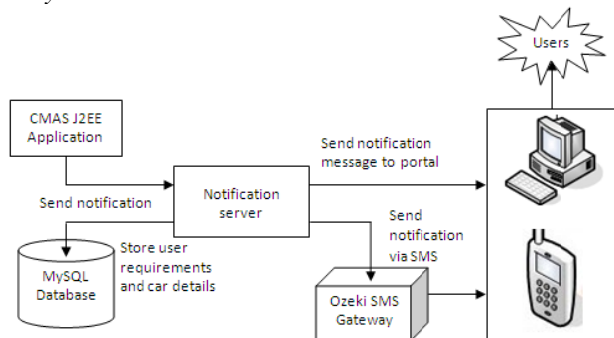 Users
CMAS J2EE
Application
Send notification
message to portal
Notification
server
Send notification
Send
notification
via SMS
Store user
requirements
and car details
MySQL
Database
Ozeki SMS
Gateway